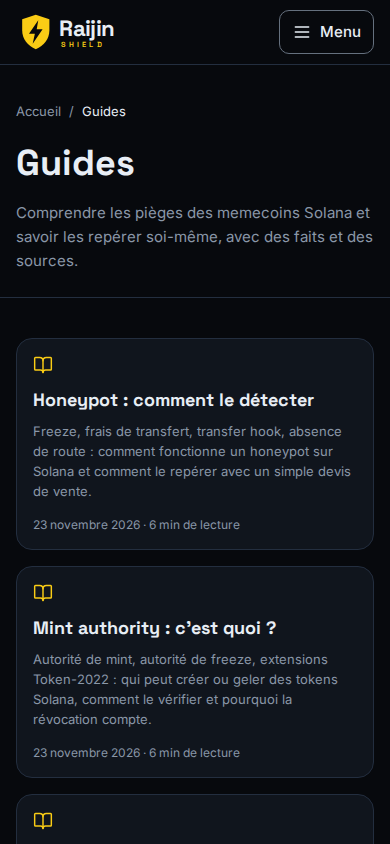 Raijin
SHIELD
Menu
Accueil / Guides
Guides
Comprendre les pièges des memecoins Solana et
savoir les repérer soi-même, avec des faits et des
sources.
Honeypot : comment le détecter
Freeze, frais de transfert, transfer hook, absence
de route : comment fonctionne un honeypot sur
Solana et comment le repérer avec un simple devis
de vente.
23 novembre 2026 · 6 min de lecture
Mint authority : c’est quoi ?
Autorité de mint, autorité de freeze, extensions
Token-2022 : qui peut créer ou geler des tokens
Solana, comment le vérifier et pourquoi la
révocation compte.
23 novembre 2026 · 6 min de lecture